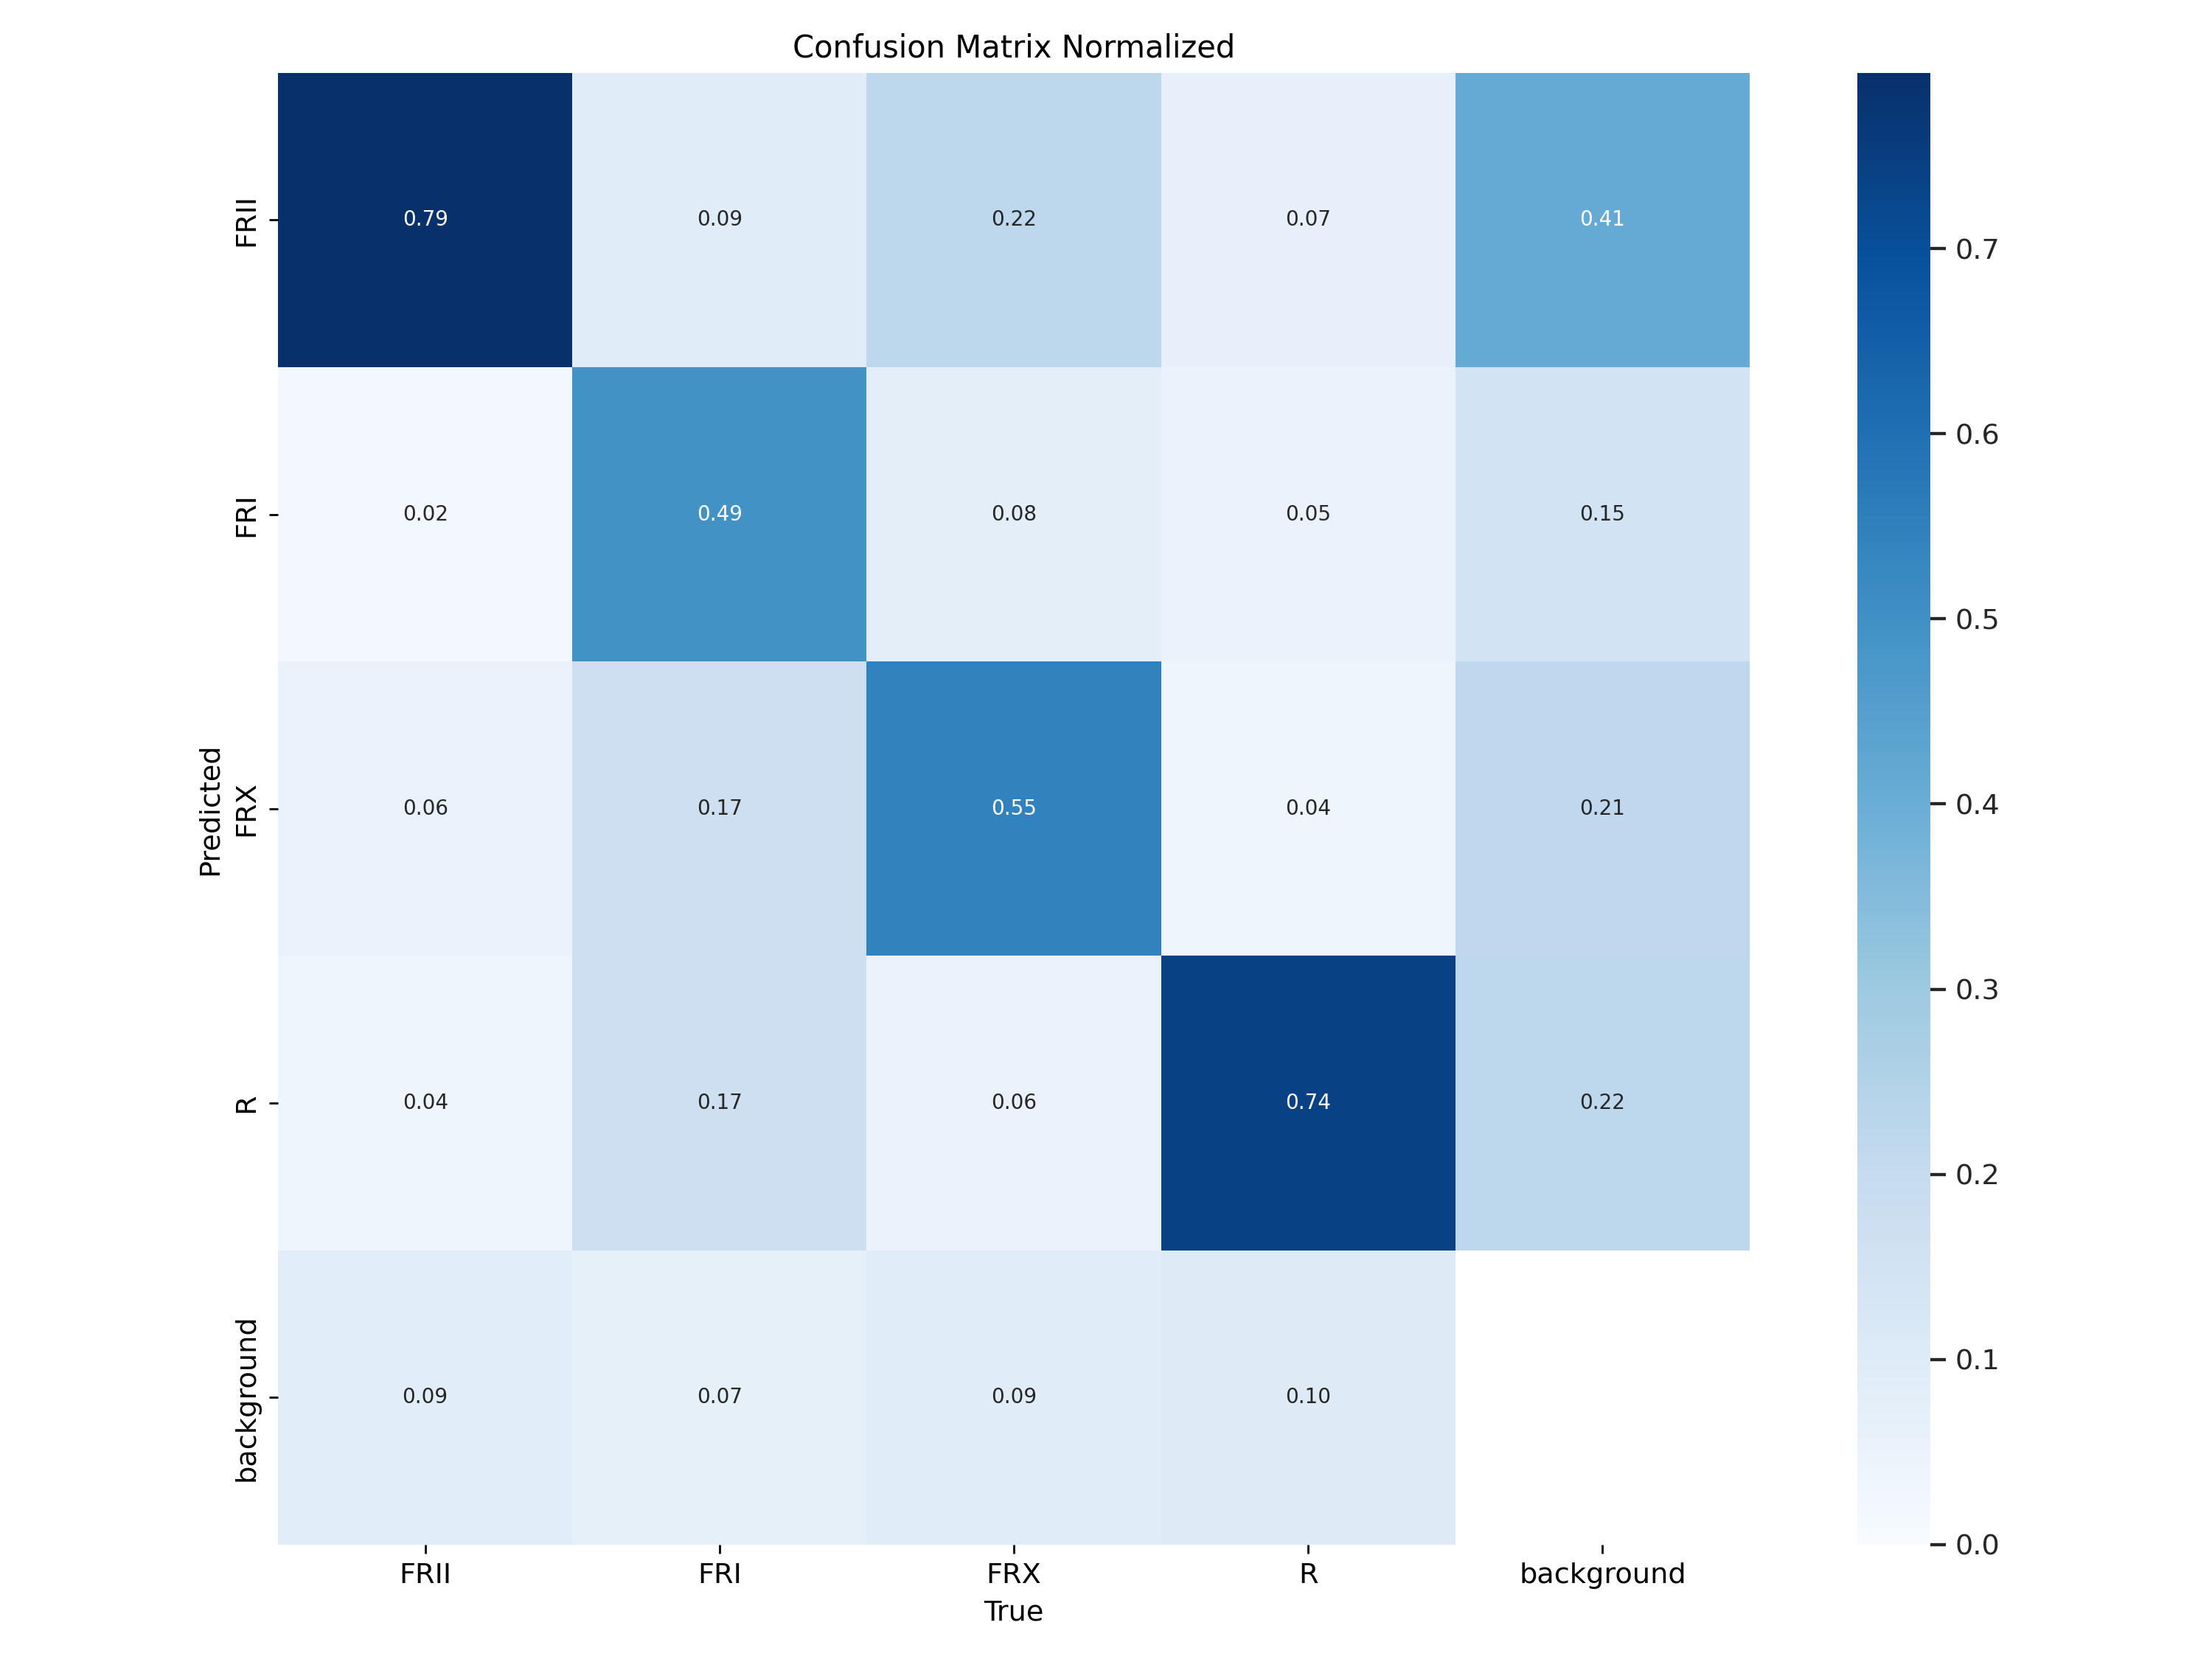 Confusion Matrix Normalized
FRII 0.79 0.09 0.22 0.07 0.41
FRI 0.02 0.49 0.08 0.05 0.15
FRX 0.06 0.17 0.55 0.04 0.21
R 0.04 0.17 0.06 0.74 0.22
background 0.09 0.07 0.09 0.10
Predicted
FRII FRI FRX R background
True
0.7
0.6
0.5
0.4
0.3
0.2
0.1
0.0